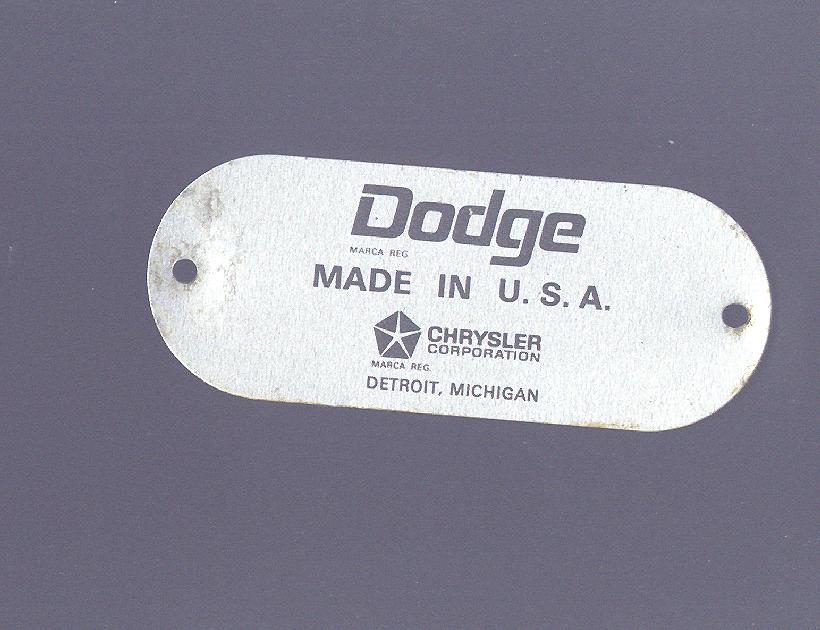 Dodge
MARCA REG.
MADE IN U.S.A.
CHRYSLER
CORPORATION
MARCA REG.
DETROIT, MICHIGAN